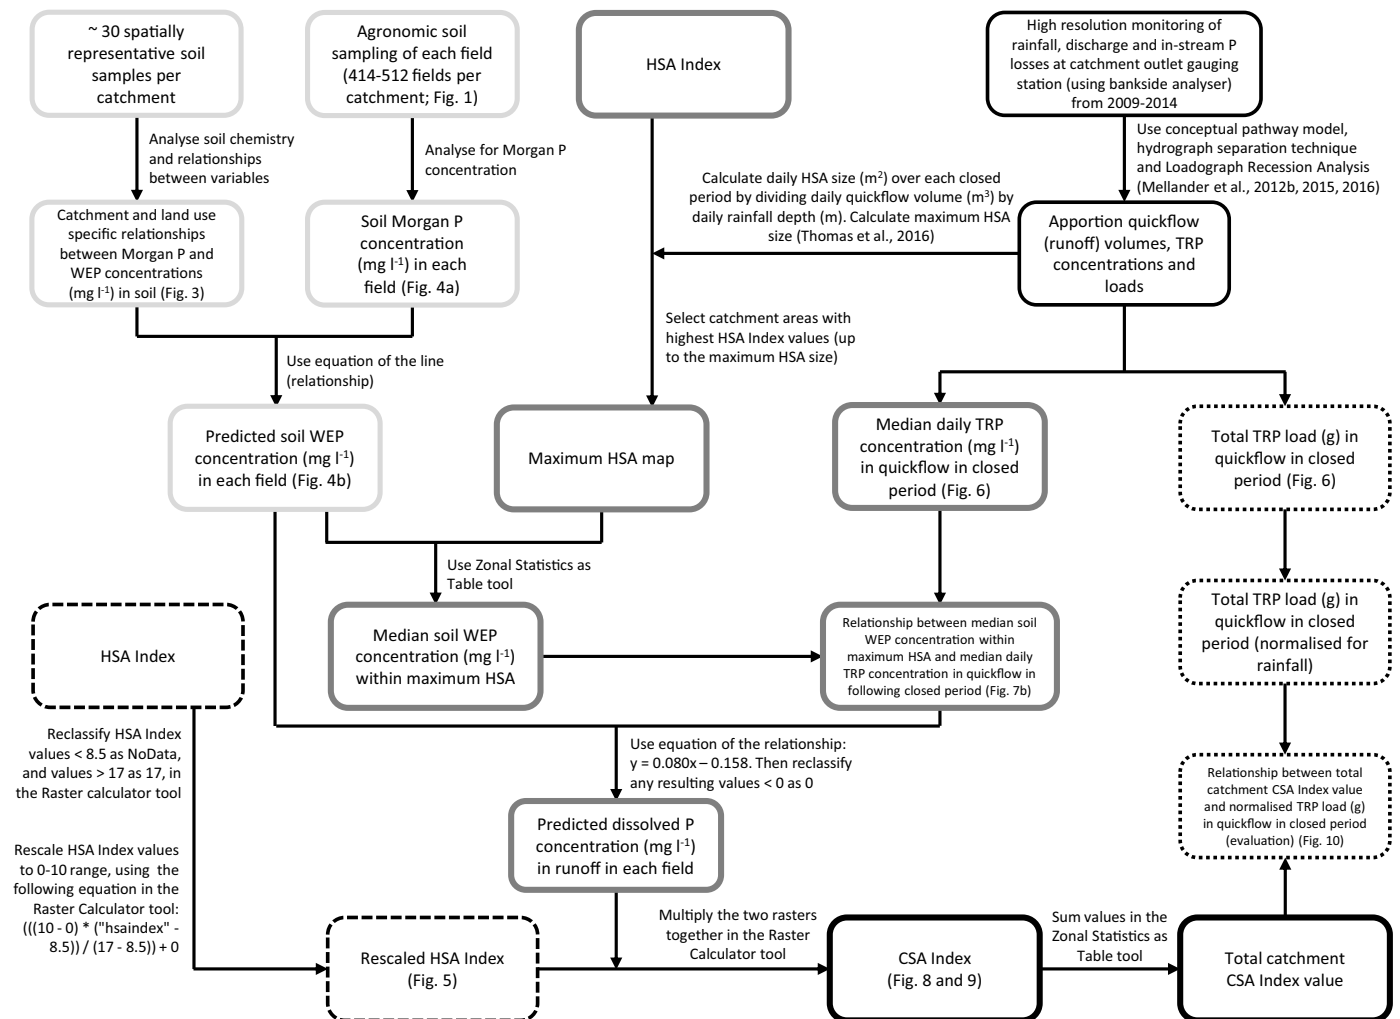 ~ 30 spatially
representative soil
samples per
catchment
Agronomic soil
sampling of each field
(414-512 fields per
catchment; Fig. 1)
HSA Index
High resolution monitoring of
rainfall, discharge and in-stream P
losses at catchment outlet gauging
station (using bankside analyser)
from 2009-2014
Analyse soil chemistry
and relationships
between variables
Analyse for Morgan P
concentration
Use conceptual pathway model,
hydrograph separation technique
and Loadograph Recession Analysis
(Mellander et al., 2012b, 2015, 2016)
Calculate daily HSA size (m²) over each closed
period by dividing daily quickflow volume (m³) by
daily rainfall depth (m). Calculate maximum HSA
size (Thomas et al., 2016)
Catchment and land use
specific relationships
between Morgan P and
WEP concentrations
(mg l⁻¹) in soil (Fig. 3)
Soil Morgan P
concentration
(mg l⁻¹) in each
field (Fig. 4a)
Apportion quickflow
(runoff) volumes, TRP
concentrations and
loads
Select catchment areas with
highest HSA Index values (up
to the maximum HSA size)
Use equation of the line
(relationship)
Predicted soil WEP
concentration (mg l⁻¹)
in each field (Fig. 4b)
Maximum HSA map
Median daily TRP
concentration (mg l⁻¹)
in quickflow in closed
period (Fig. 6)
Total TRP load (g) in
quickflow in closed
period (Fig. 6)
Use Zonal Statistics as
Table tool
HSA Index
Median soil WEP
concentration (mg l⁻¹)
within maximum HSA
Relationship between median soil
WEP concentration within
maximum HSA and median daily
TRP concentration in quickflow in
following closed period (Fig. 7b)
Total TRP load (g) in
quickflow in closed
period (normalised for
rainfall)
Reclassify HSA Index
values < 8.5 as NoData,
and values > 17 as 17, in
the Raster calculator tool
Use equation of the relationship:
y = 0.080x – 0.158. Then reclassify
any resulting values < 0 as 0
Relationship between total
catchment CSA Index value
and normalised TRP load (g)
in quickflow in closed period
(evaluation) (Fig. 10)
Predicted dissolved P
concentration (mg l⁻¹)
in runoff in each field
Rescale HSA Index values
to 0-10 range, using the
following equation in the
Raster Calculator tool:
(((10 - 0) * ("hsaindex" -
8.5)) / (17 - 8.5)) + 0
Multiply the two rasters
together in the Raster
Calculator tool
Sum values in the
Zonal Statistics as
Table tool
Rescaled HSA Index
(Fig. 5)
CSA Index
(Fig. 8 and 9)
Total catchment
CSA Index value